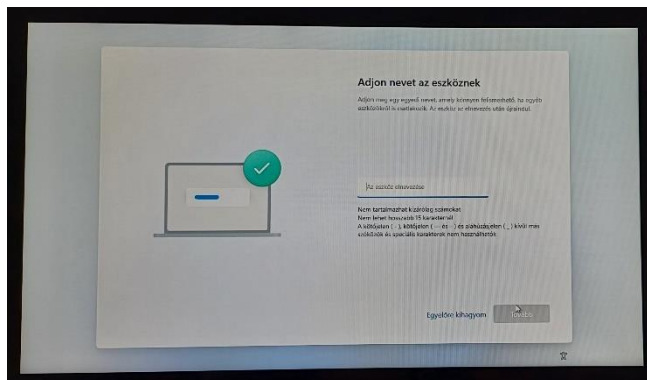 Adjon nevet az eszköznek
Adjon meg egy egyedi nevet, amely könnyen felismerhető, ha egyéb
eszközökről is csatlakozik. Az eszköz az elnevezés után újraindul.
Az eszköz elnevezése
Nem tartalmazhat kizárólag számokat
Nem lehet hosszabb 15 karakternél
A kötőjelen ( - ), kötőjelen ( — és – ) és aláhúzásjelen ( _ ) kívül más
szóközök és speciális karakterek nem használhatók
Egyelőre kihagyom
Tovább